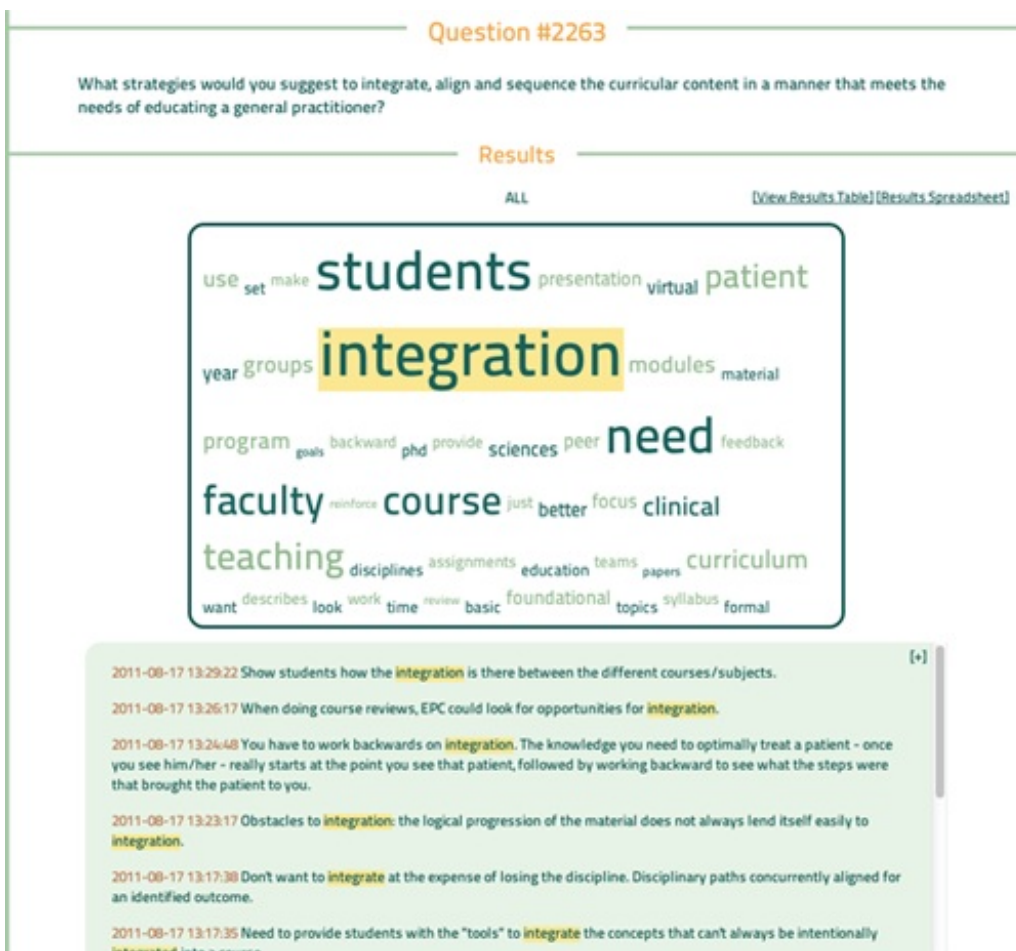 Question #2263
What strategies would you suggest to integrate, align and sequence the curricular content in a manner that meets the
needs of educating a general practitioner?
Results
ALL [View Results Table] [Results Spreadsheet]
use set make students presentation virtual patient
year groups integration modules material
program goals backward phd provide sciences peer need feedback
faculty reinforce course just better focus clinical
teaching disciplines assignments education teams papers curriculum
want describes look work time review basic foundational topics syllabus formal
[+]
2011-08-17 13:29:22 Show students how the integration is there between the different courses/subjects.
2011-08-17 13:26:17 When doing course reviews, EPC could look for opportunities for integration.
2011-08-17 13:24:48 You have to work backwards on integration. The knowledge you need to optimally treat a patient - once
you see him/her - really starts at the point you see that patient, followed by working backward to see what the steps were
that brought the patient to you.
2011-08-17 13:23:17 Obstacles to integration: the logical progression of the material does not always lend itself easily to
integration.
2011-08-17 13:17:38 Don't want to integrate at the expense of losing the discipline. Disciplinary paths concurrently aligned for
an identified outcome.
2011-08-17 13:17:35 Need to provide students with the "tools" to integrate the concepts that can't always be intentionally
integrated into a course